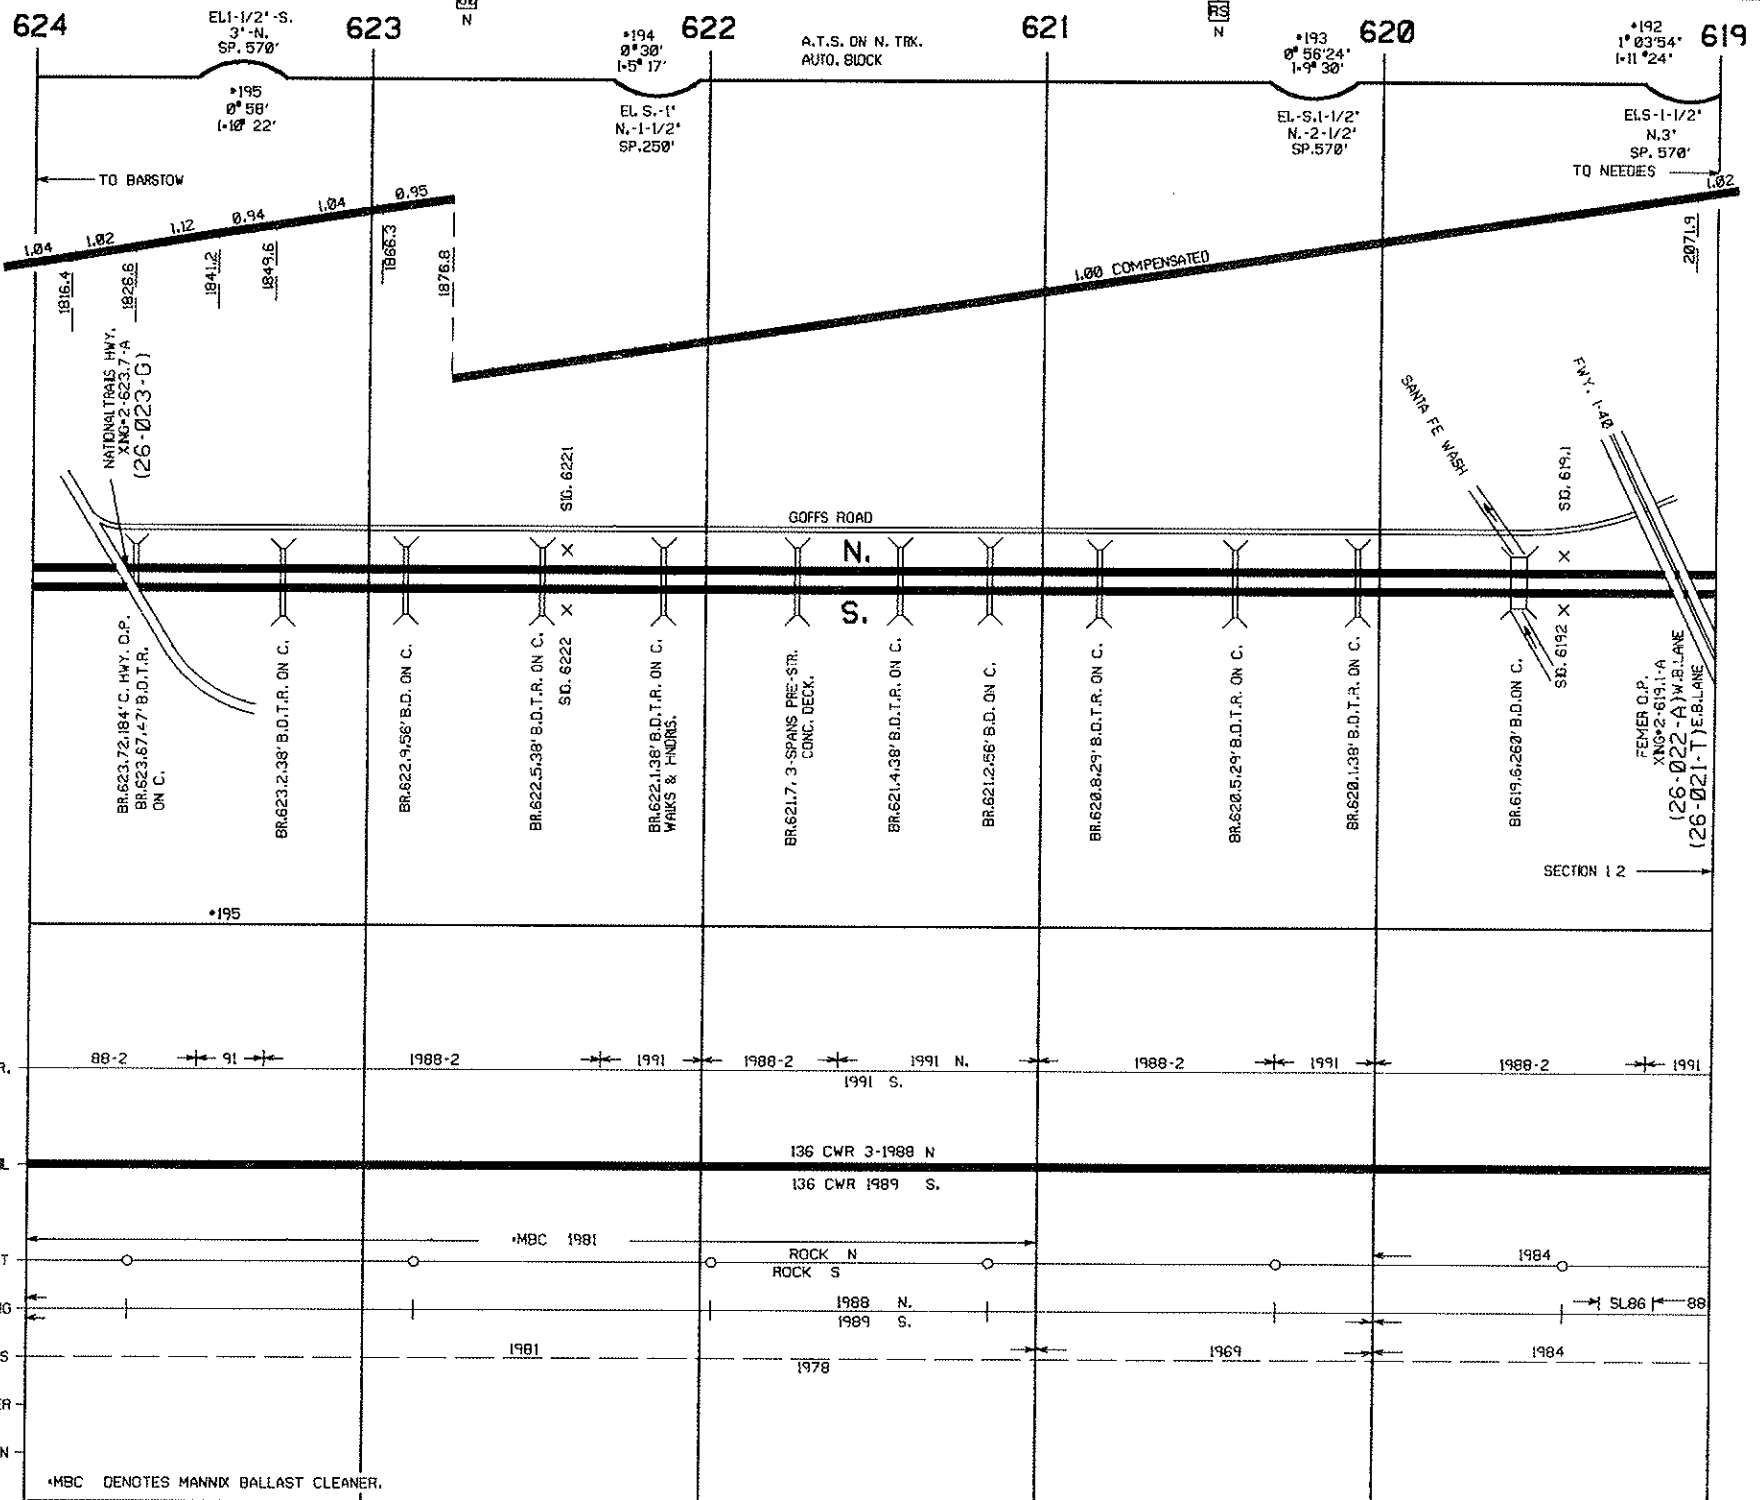 624
EL1-1/2"-S.
3"-N.
SP. 570'
623
N
•194
0°30'
I-5° 17'
622
A.T.S. ON N. TRK.
AUTO. BLOCK
621
RS
N
•193
0°56'24"
I-9° 30'
620
•192
1°03'54"
I-11°24'
619
•195
0°58'
I-10° 22'
EL. S.-1"
N.-1-1/2"
SP.250'
EL-S.1-1/2"
N.-2-1/2"
SP.570'
ELS-1-1/2"
N.3"
SP. 570'
TO BARSTOW
TO NEEDLES
1.04
1.02
1.12
0.94
1.04
0.95
1.00 COMPENSATED
1.02
1816.4
1826.6
1841.2
1849.6
1866.3
1876.8
2071.9
NATIONAL TRAILS HWY.
XING•2-623.7-A
(26-023-G)
SIG. 6221
SANTA FE WASH
SIG. 619.1
FWY. I-40
GOFFS ROAD
N.
S.
BR.623.72,184' C. HWY. O.P.
BR.623.67,47' B.D.T.R.
ON C.
BR.623.2,38' B.D.T.R. ON C.
BR.622.9,56' B.D. ON C.
BR.622.5,38' B.D.T.R. ON C.
SIG. 6222
BR.622.1,38' B.D.T.R. ON C.
WALKS & HNDRLS.
BR.621.7, 3-SPANS PRE-STR.
CONC. DECK.
BR.621.4,38' B.D.T.R. ON C.
BR.621.2,56' B.D. ON C.
BR.620.8,29' B.D.T.R. ON C.
BR.620.5,29' B.D.T.R. ON C.
BR.620.1,38' B.D.T.R. ON C.
BR.619.6,260' B.D.ON C.
SIG. 6192
FENNER O.P.
XING•2-619.1-A
(26-022-A)W.B.LANE
(26-021-T)E.B.LANE
SECTION 12
•195
R.
88-2
91
1988-2
1991
1988-2
1991 N.
1988-2
1991
1988-2
1991
1991 S.
L
136 CWR 3-1988 N
136 CWR 1989 S.
•MBC 1981
T
ROCK N
ROCK S
1984
G
1988 N.
1989 S.
SL86
88
S
1981
1978
1969
1984
ER
N
•MBC DENOTES MANNIX BALLAST CLEANER.